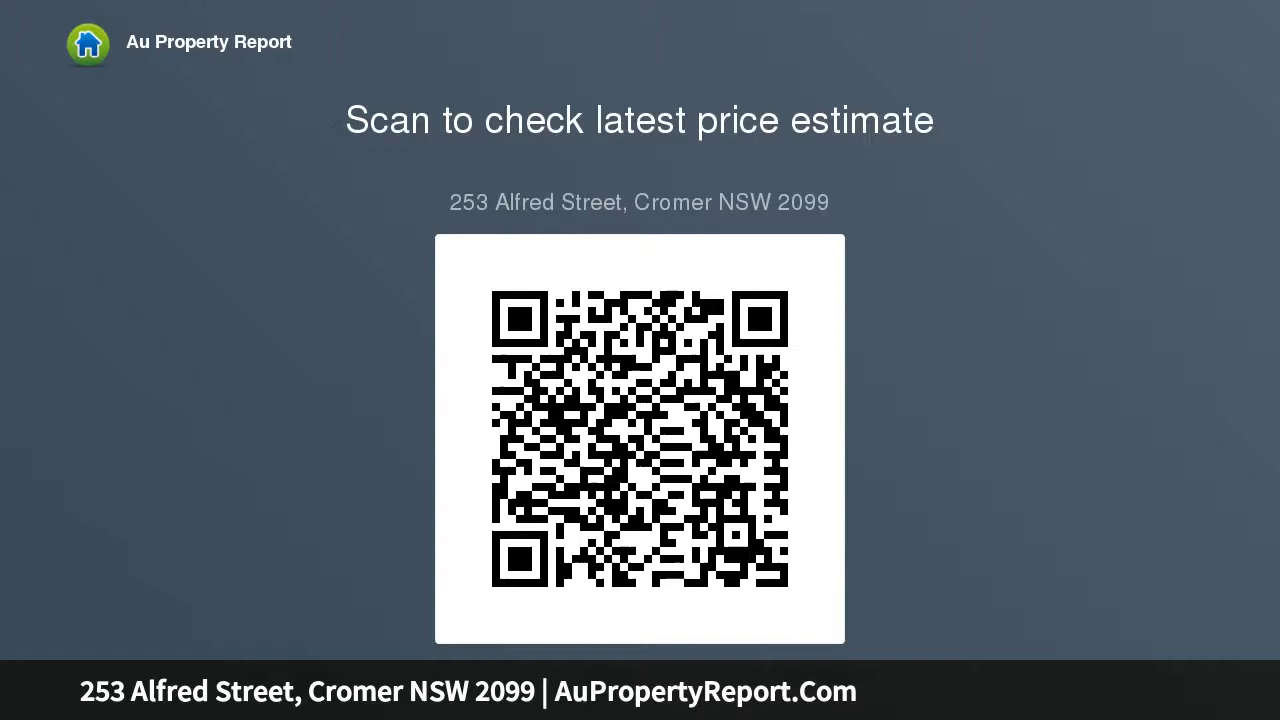 Au Property Report
Scan to check latest price estimate
253 Alfred Street, Cromer NSW 2099
253 Alfred Street, Cromer NSW 2099 | AuPropertyReport.Com